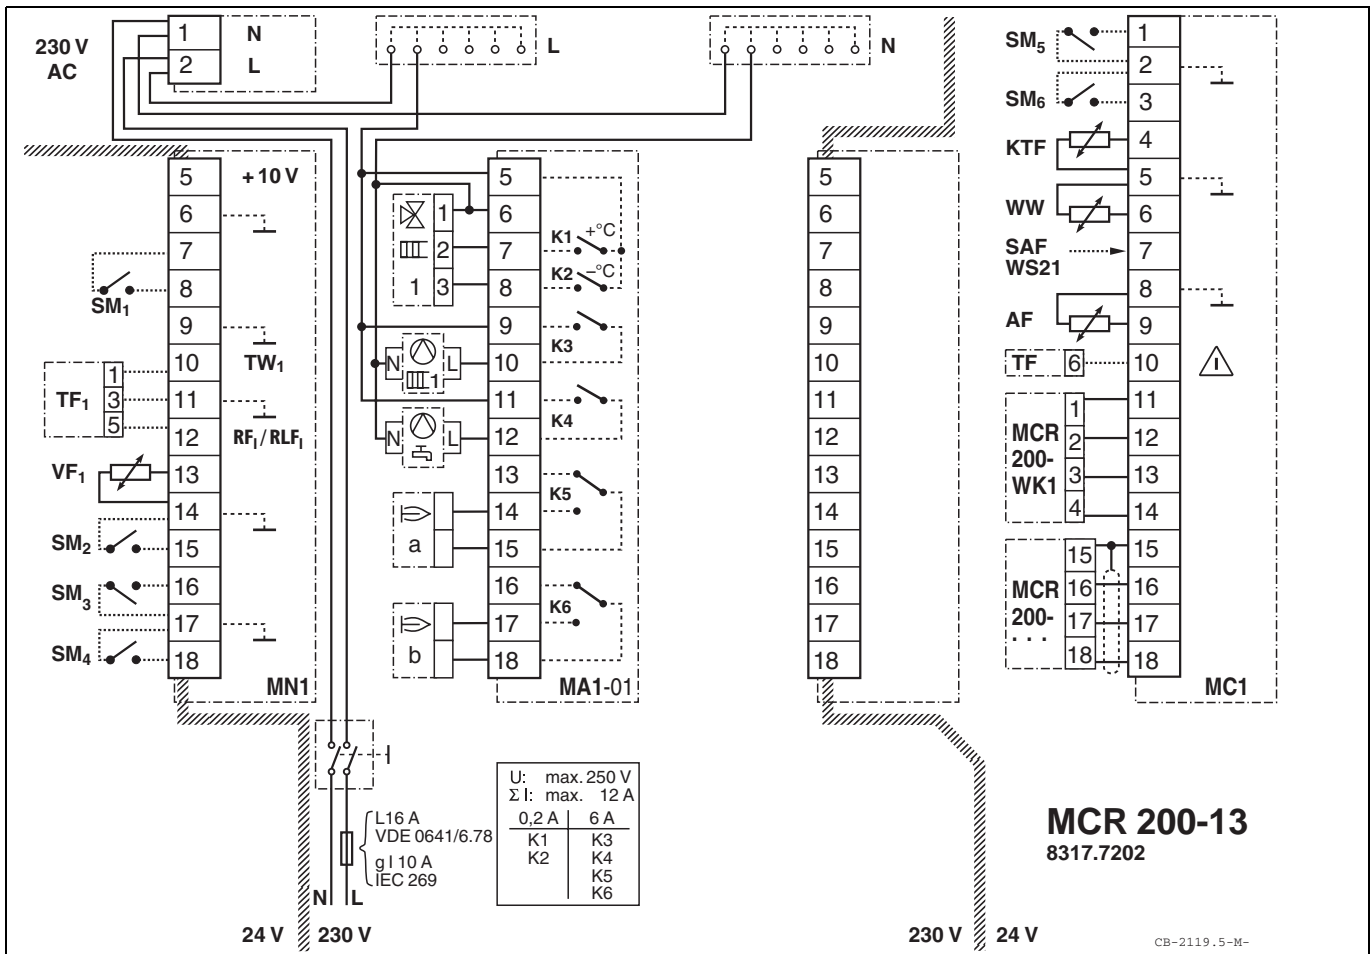 230 V
AC
1 N
2 L
L
N
5 +10 V
6
7
8
9
10
11
12
13
14
15
16
17
18
SM1
TW1
TF1
1
3
5
RFI / RLFI
VF1
SM2
SM3
SM4
MN1
1
2
1 3
N L
1
N L
a
b
5
6
7
8
9
10
11
12
13
14
15
16
17
18
K1 +°C
K2 –°C
K3
K4
K5
K6
MA1-01
5
6
7
8
9
10
11
12
13
14
15
16
17
18
SM5
SM6
KTF
WW
SAF
WS21
AF
TF 6
MCR
200-
WK1
1
2
3
4
MCR
200-
. . .
15
16
17
18
1
2
3
4
5
6
7
8
9
10
11
12
13
14
15
16
17
18
I
MC1
L16 A
VDE 0641/6.78
g I 10 A
IEC 269
N L
U: max. 250 V
Σ I: max. 12 A
0,2 A 6 A
K1 K3
K2 K4
K5
K6
24 V 230 V
230 V 24 V
MCR 200-13
8317.7202
CB-2119.5-M-